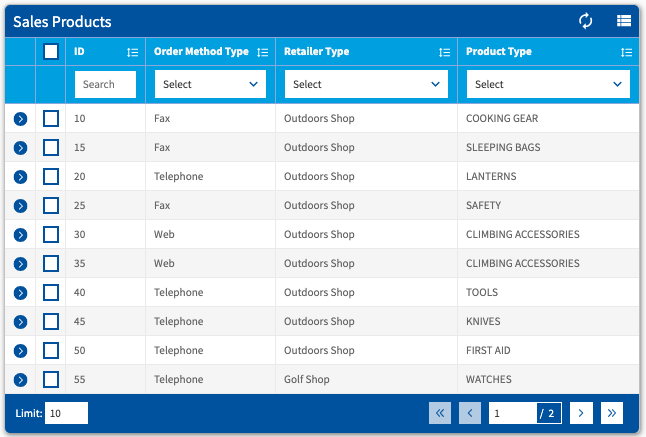 Sales Products
ID Order Method Type Retailer Type Product Type
Search Select Select Select
10 Fax Outdoors Shop COOKING GEAR
15 Fax Outdoors Shop SLEEPING BAGS
20 Telephone Outdoors Shop LANTERNS
25 Fax Outdoors Shop SAFETY
30 Web Outdoors Shop CLIMBING ACCESSORIES
35 Web Outdoors Shop CLIMBING ACCESSORIES
40 Telephone Outdoors Shop TOOLS
45 Telephone Outdoors Shop KNIVES
50 Telephone Outdoors Shop FIRST AID
55 Telephone Golf Shop WATCHES
Limit: 10 1 / 2